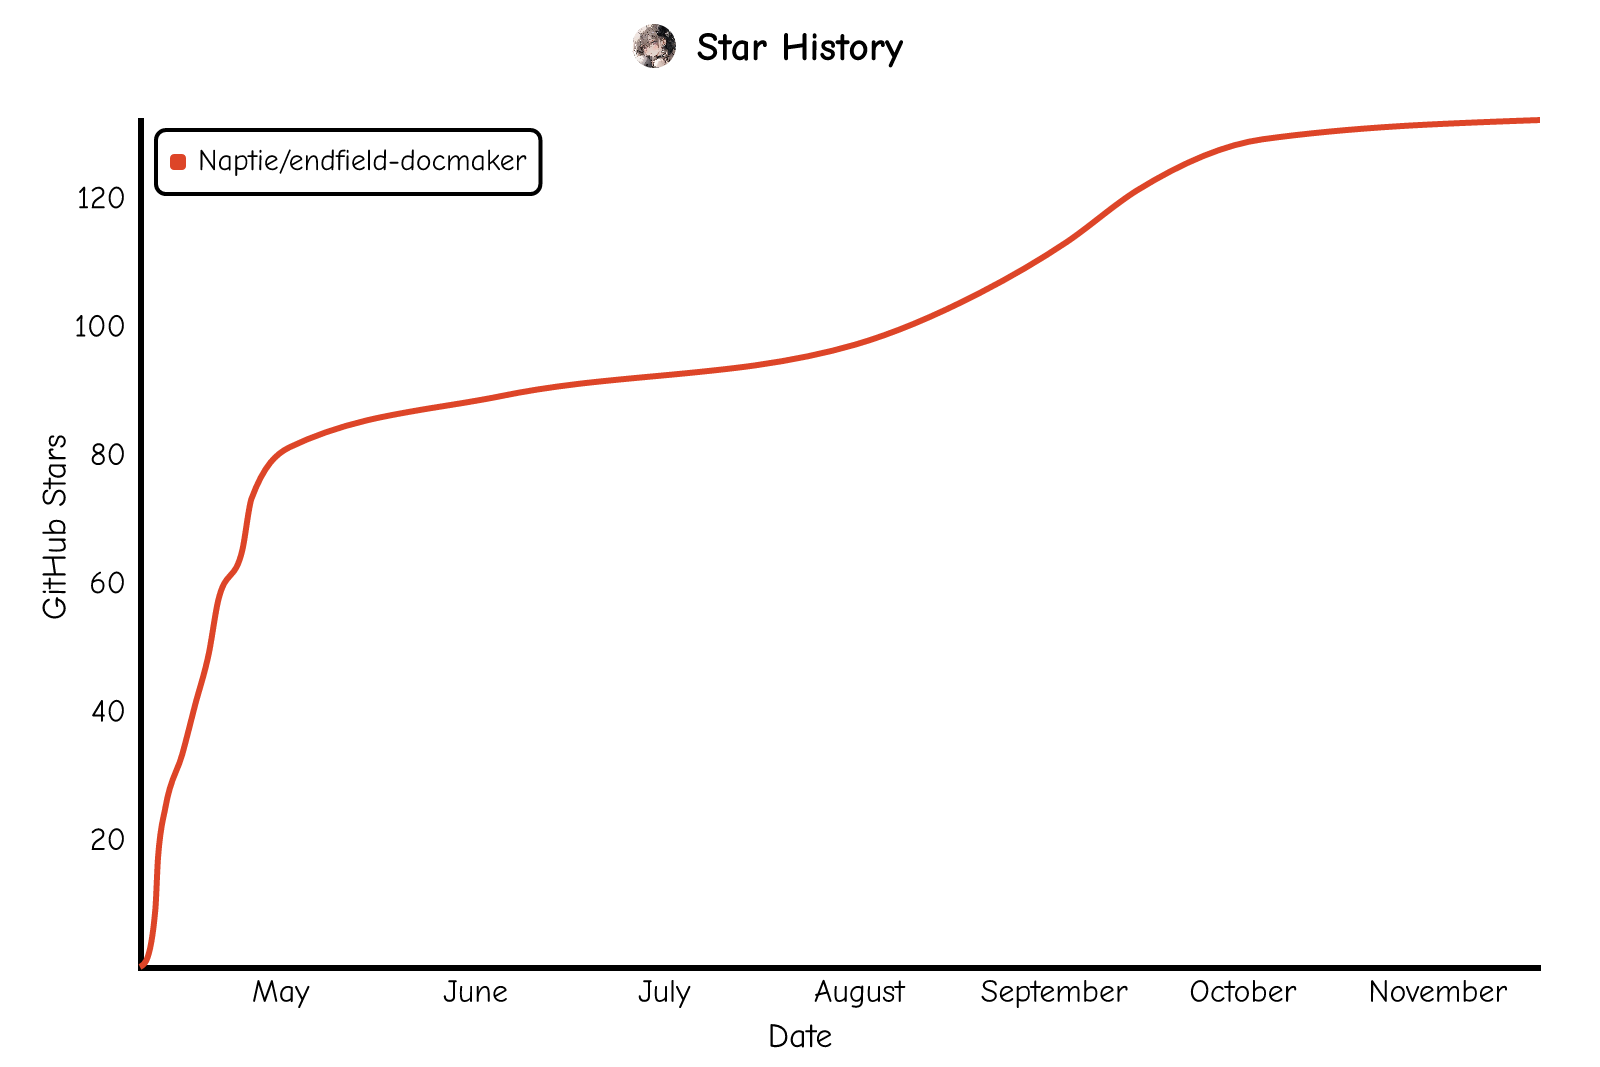 Star History
Naptie/endfield-docmaker
120
100
80
60
40
20
GitHub Stars
May June July August September October November
Date